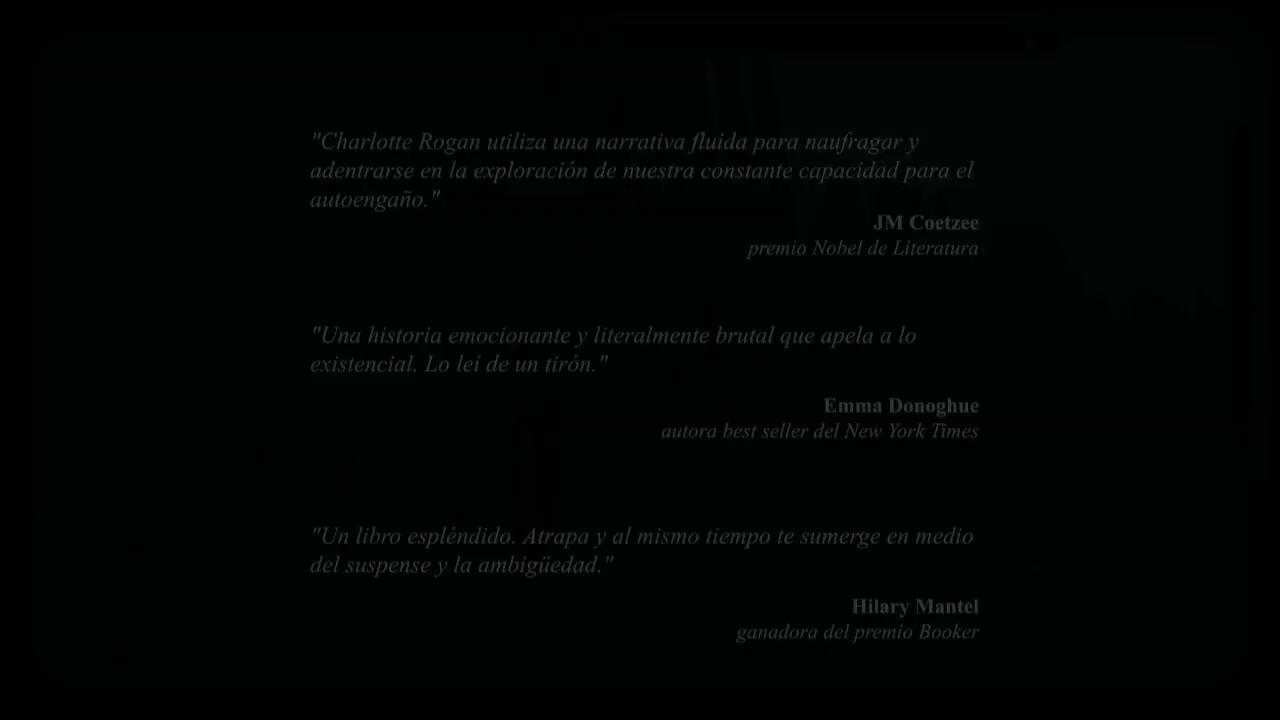 "Charlotte Rogan utiliza una narrativa fluida para naufragar y
adentrarse en la exploración de nuestra constante capacidad para el
autoengaño."
JM Coetzee
premio Nobel de Literatura
"Una historia emocionante y literalmente brutal que apela a lo
existencial. Lo leí de un tirón."
Emma Donoghue
autora best seller del New York Times
"Un libro espléndido. Atrapa y al mismo tiempo te sumerge en medio
del suspense y la ambigüedad."
Hilary Mantel
ganadora del premio Booker